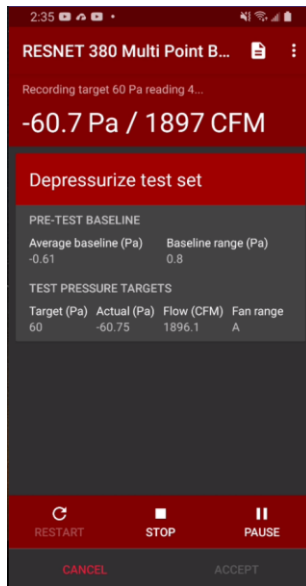 2:35
RESNET 380 Multi Point B...
Recording target 60 Pa reading 4...
-60.7 Pa / 1897 CFM
Depressurize test set
PRE-TEST BASELINE
Average baseline (Pa) Baseline range (Pa)
-0.61 0.8
TEST PRESSURE TARGETS
Target (Pa) Actual (Pa) Flow (CFM) Fan range
60 -60.75 1896.1 A
RESTART STOP PAUSE
CANCEL ACCEPT